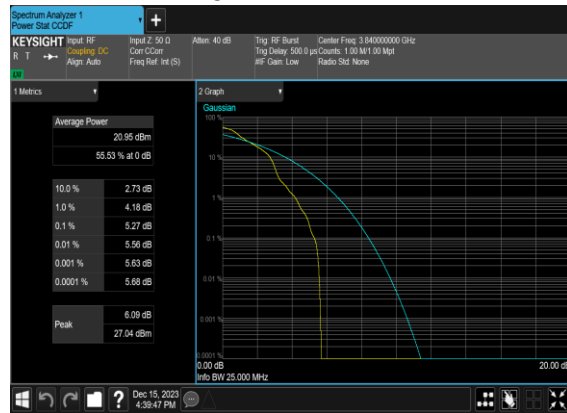 Spectrum Analyzer 1
Power Stat CCDF
KEYSIGHT
R T
LW
Input: RF
Coupling: DC
Align: Auto
Input Z: 50 Ω
Corr CCorr
Freq Ref: Int (S)
Atten: 40 dB
Trig: RF Burst
Trig Delay: 500.0 µs
#IF Gain: Low
Center Freq: 3.840000000 GHz
Counts: 1.00 M/1.00 Mpt
Radio Std: None
1 Metrics
Average Power
20.95 dBm
55.53 % at 0 dB
10.0 % 2.73 dB
1.0 % 4.18 dB
0.1 % 5.27 dB
0.01 % 5.56 dB
0.001 % 5.63 dB
0.0001 % 5.68 dB
Peak
6.09 dB
27.04 dBm
2 Graph
Gaussian
100 %
10 %
1 %
0.1 %
0.01 %
0.001 %
0.0001 %
0.00 dB
20.00 dB
Info BW 25.000 MHz
?
Dec 15, 2023
4:39:47 PM